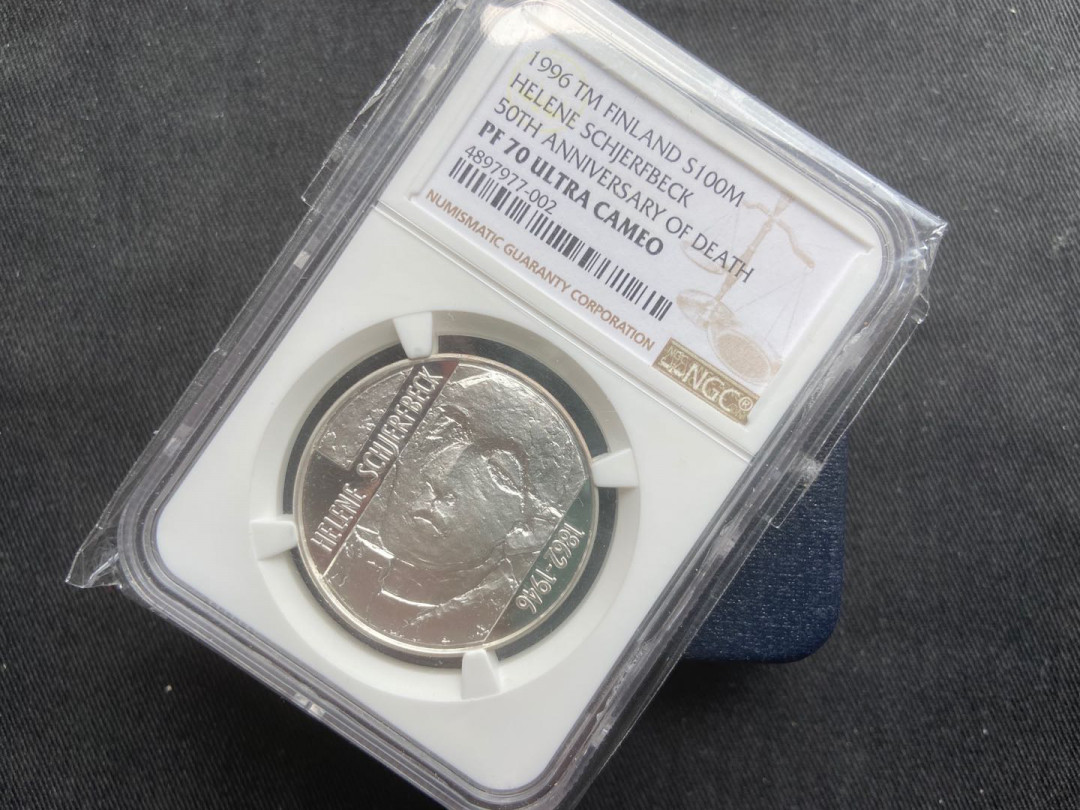 1996 TM FINLAND S100M
HELENE SCHJERFBECK
50TH ANNIVERSARY OF DEATH
PF 70 ULTRA CAMEO
4897977-002
NUMISMATIC GUARANTY CORPORATION
NGC
NGC®
HELENE SCHJERFBECK
1862-1946